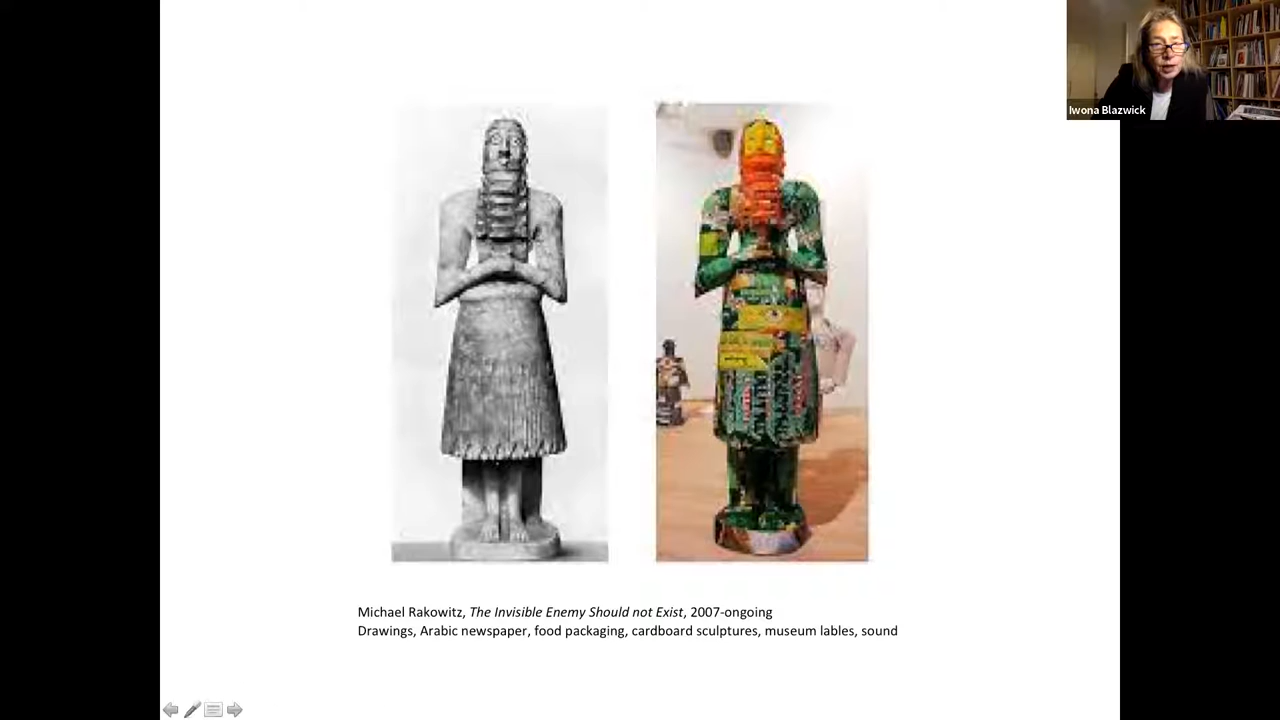 Iwona Blazwick
Michael Rakowitz, The Invisible Enemy Should not Exist, 2007-ongoing
Drawings, Arabic newspaper, food packaging, cardboard sculptures, museum lables, sound